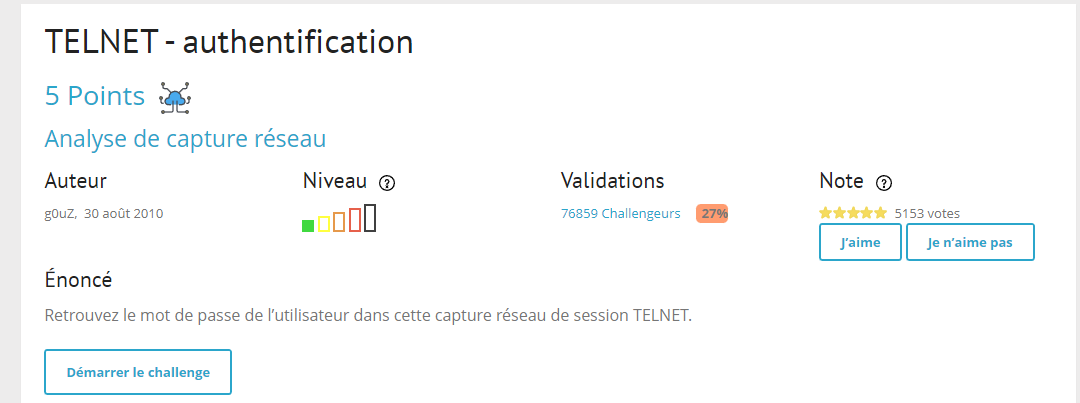 TELNET - authentification
5 Points
Analyse de capture réseau
Auteur Niveau ? Validations Note ?
g0uZ, 30 août 2010 76859 Challengeurs 27% 5153 votes
J'aime Je n'aime pas
Énoncé
Retrouvez le mot de passe de l'utilisateur dans cette capture réseau de session TELNET.
Démarrer le challenge